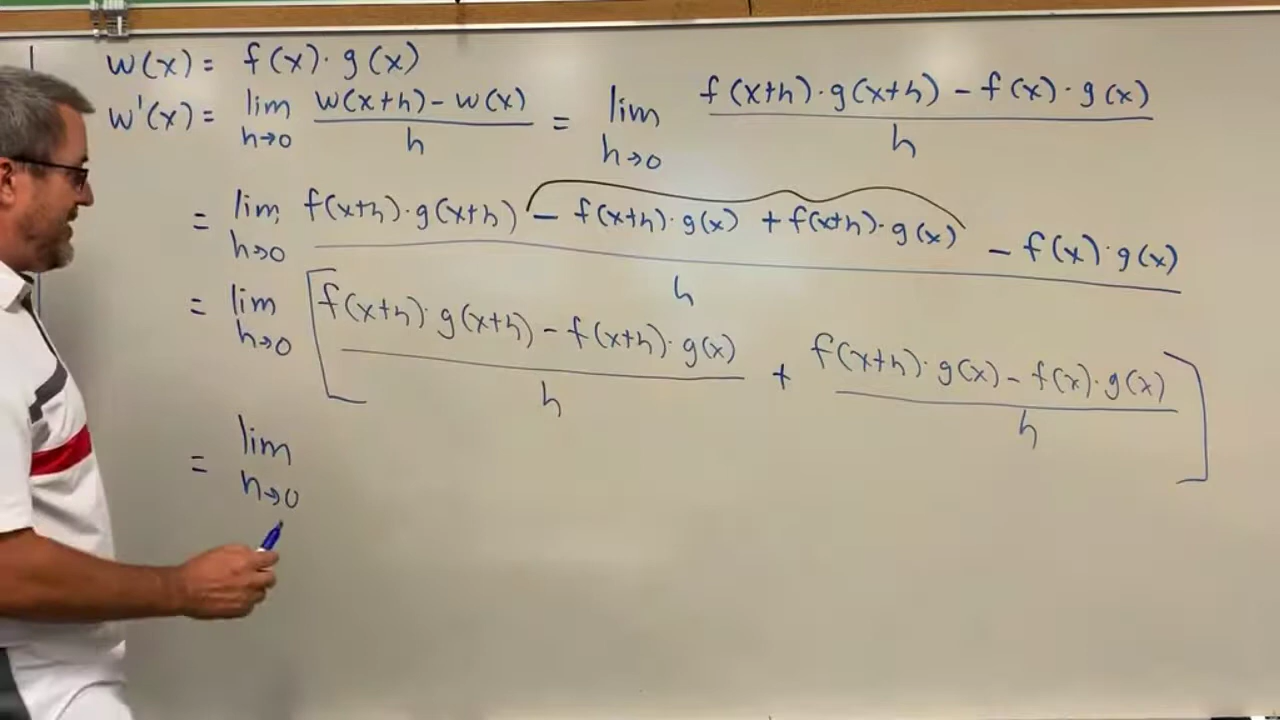 w(x) = f(x)·g(x)
w'(x) = lim h→0 w(x+h) - w(x) / h = lim h→0 f(x+h)·g(x+h) - f(x)·g(x) / h
= lim h→0 f(x+h)·g(x+h) - f(x+h)·g(x) + f(x+h)·g(x) - f(x)·g(x) / h
= lim h→0 [ f(x+h)·g(x+h) - f(x+h)·g(x) / h + f(x+h)·g(x) - f(x)·g(x) / h ]
= lim h→0